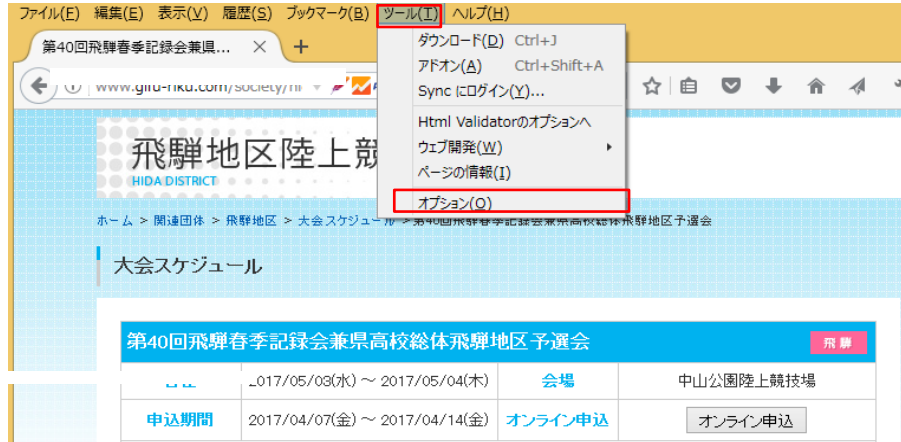 ファイル(F) 編集(E) 表示(V) 履歴(S) ブックマーク(B) ツール(T) ヘルプ(H)
第40回飛騨春季記録会兼県... × +
ダウンロード(D) Ctrl+J
アドオン(A) Ctrl+Shift+A
Sync にログイン(Y)...
www.gifu-riku.com/society/hi
Html Validatorのオプションへ
ウェブ開発(W)
ページの情報(I)
オプション(O)
飛騨地区陸上競
HIDA DISTRICT
ホーム > 関連団体 > 飛騨地区 > 大会スケジュール > 第40回飛騨春季記録会兼県高校総体飛騨地区予選会
大会スケジュール
第40回飛騨春季記録会兼県高校総体飛騨地区予選会 飛騨
2017/05/03(水) ～ 2017/05/04(木) 会場 中山公園陸上競技場
申込期間 2017/04/07(金) ～ 2017/04/14(金) オンライン申込 オンライン申込